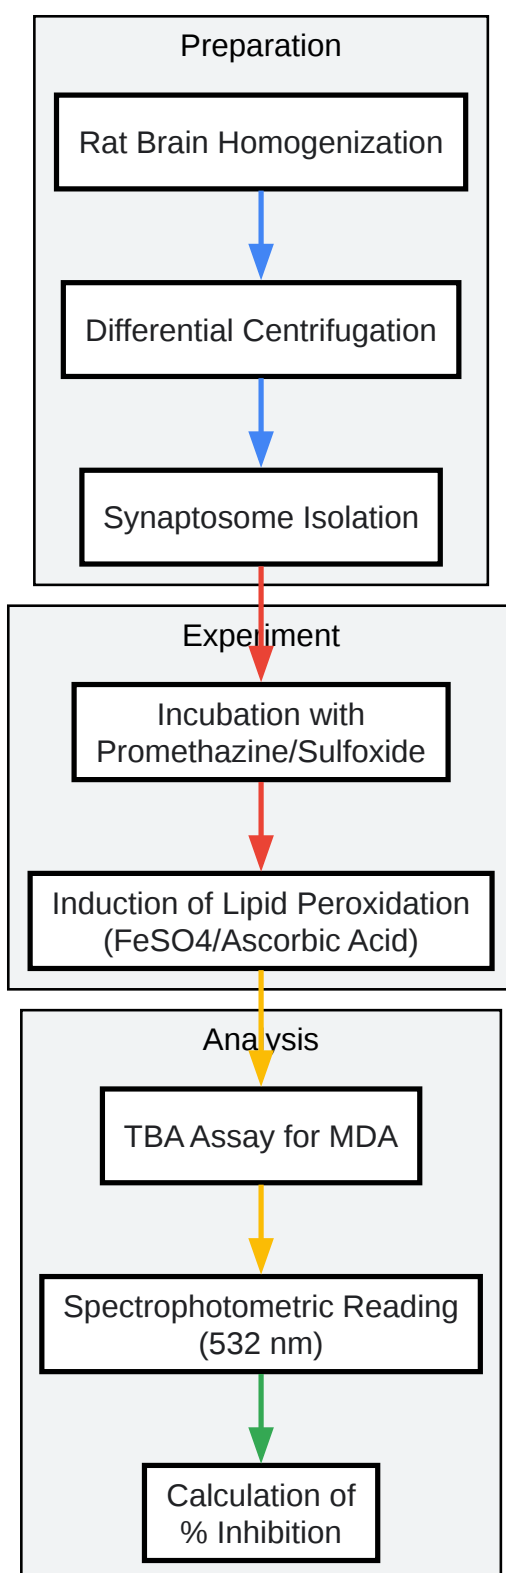 Preparation
Rat Brain Homogenization
Differential Centrifugation
Synaptosome Isolation
Experiment
Incubation with
Promethazine/Sulfoxide
Induction of Lipid Peroxidation
(FeSO4/Ascorbic Acid)
Analysis
TBA Assay for MDA
Spectrophotometric Reading
(532 nm)
Calculation of
% Inhibition